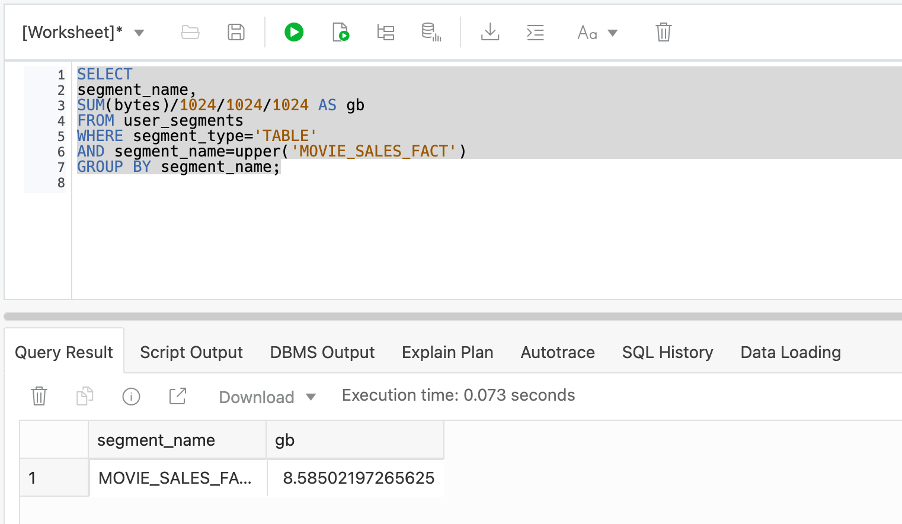 [Worksheet]*
Aa
1 SELECT
2 segment_name,
3 SUM(bytes)/1024/1024/1024 AS gb
4 FROM user_segments
5 WHERE segment_type='TABLE'
6 AND segment_name=upper('MOVIE_SALES_FACT')
7 GROUP BY segment_name;
8
Query Result Script Output DBMS Output Explain Plan Autotrace SQL History Data Loading
Download Execution time: 0.073 seconds
segment_name gb
1 MOVIE_SALES_FA... 8.58502197265625